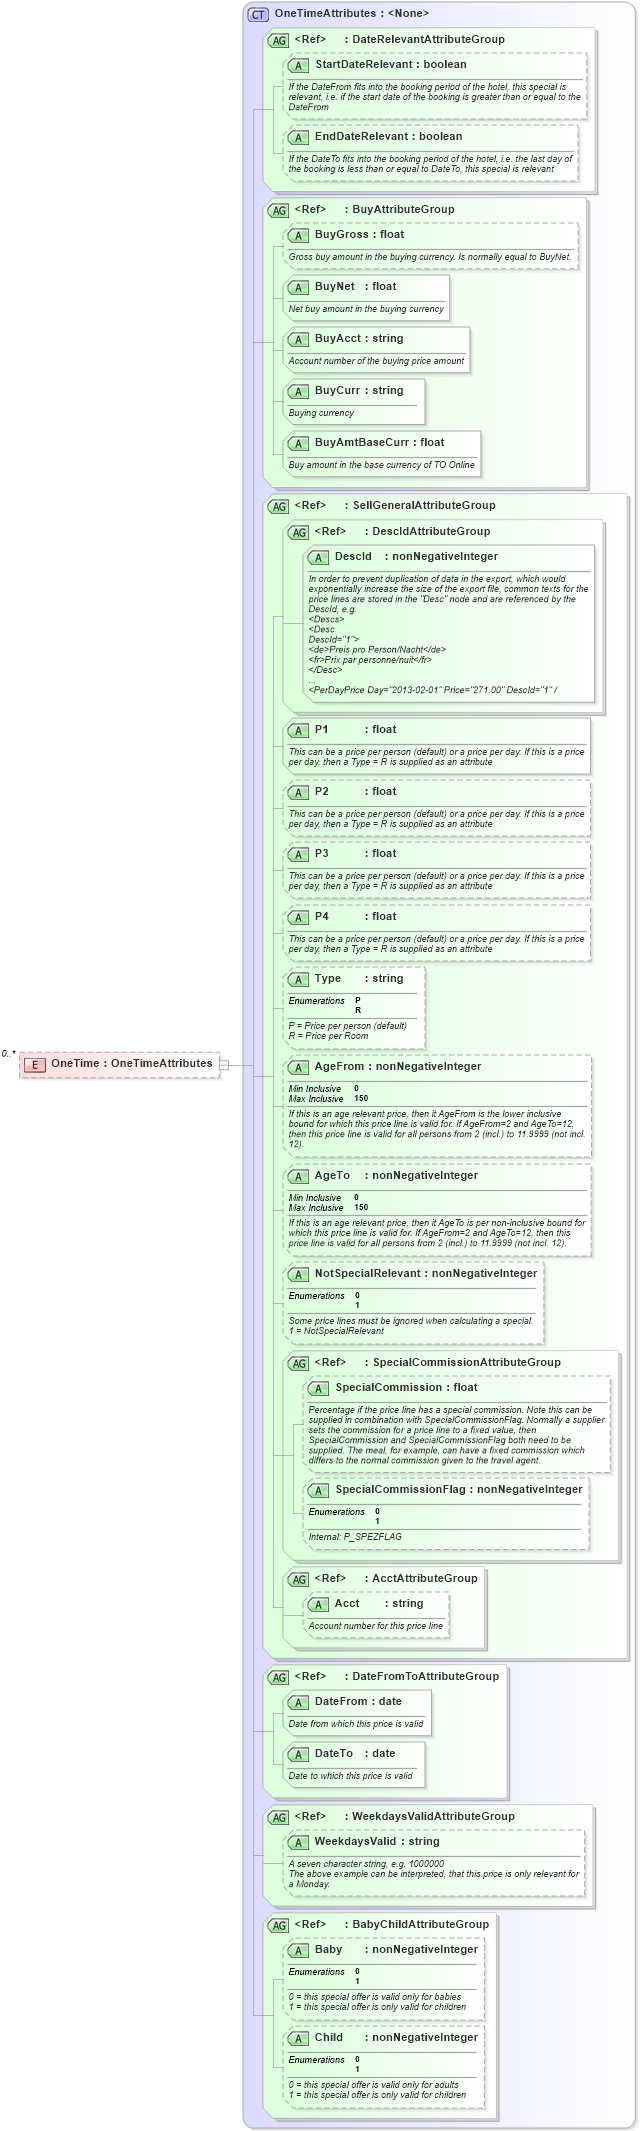 CT OneTimeAttributes : <None>
AG <Ref> : DateRelevantAttributeGroup
A StartDateRelevant : boolean
If the DateFrom fits into the booking period of the hotel, this special is
relevant, i.e. if the start date of the booking is greater than or equal to the
DateFrom
A EndDateRelevant : boolean
If the DateTo fits into the booking period of the hotel, i.e. the last day of
the booking is less than or equal to DateTo, this special is relevant
AG <Ref> : BuyAttributeGroup
A BuyGross : float
Gross buy amount in the buying currency. Is normally equal to BuyNet.
A BuyNet : float
Net buy amount in the buying currency
A BuyAcct : string
Account number of the buying price amount
A BuyCurr : string
Buying currency
A BuyAmtBaseCurr : float
Buy amount in the base currency of TO Online
AG <Ref> : SellGeneralAttributeGroup
AG <Ref> : DescIdAttributeGroup
A DescId : nonNegativeInteger
In order to prevent duplication of data in the export, which would
exponentially increase the size of the export file, common texts for the
price lines are stored in the "Desc" node and are referenced by the
DescId, e.g.
<Descs>
<Desc
DescId="1">
<de>Preis pro Person/Nacht</de>
<fr>Prix par personne/nuit</fr>
</Desc>
...
<PerDayPrice Day="2013-02-01" Price="271.00" DescId="1" /
A P1 : float
This can be a price per person (default) or a price per day. If this is a price
per day, then a Type = R is supplied as an attribute
A P2 : float
This can be a price per person (default) or a price per day. If this is a price
per day, then a Type = R is supplied as an attribute
A P3 : float
This can be a price per person (default) or a price per day. If this is a price
per day, then a Type = R is supplied as an attribute
A P4 : float
This can be a price per person (default) or a price per day. If this is a price
per day, then a Type = R is supplied as an attribute
A Type : string
Enumerations P
R
P = Price per person (default)
R = Price per Room
0..*
E OneTime : OneTimeAttributes
A AgeFrom : nonNegativeInteger
Min Inclusive 0
Max Inclusive 150
If this is an age relevant price, then it AgeFrom is the lower inclusive
bound for which this price line is valid for. If AgeFrom=2 and AgeTo=12,
then this price line is valid for all persons from 2 (incl.) to 11.9999 (not incl.
12).
A AgeTo : nonNegativeInteger
Min Inclusive 0
Max Inclusive 150
If this is an age relevant price, then it AgeTo is per non-inclusive bound for
which this price line is valid for. If AgeFrom=2 and AgeTo=12, then this
price line is valid for all persons from 2 (incl.) to 11.9999 (not incl. 12).
A NotSpecialRelevant : nonNegativeInteger
Enumerations 0
1
Some price lines must be ignored when calculating a special.
1 = NotSpecialRelevant
AG <Ref> : SpecialCommissionAttributeGroup
A SpecialCommission : float
Percentage if the price line has a special commission. Note this can be
supplied in combination with SpecialCommissionFlag. Normally a supplier
sets the commission for a price line to a fixed value, then
SpecialCommission and SpecialCommissionFlag both need to be
supplied. The meal, for example, can have a fixed commission which
differs to the normal commission given to the travel agent.
A SpecialCommissionFlag : nonNegativeInteger
Enumerations 0
1
Internal: P_SPEZFLAG
AG <Ref> : AcctAttributeGroup
A Acct : string
Account number for this price line
AG <Ref> : DateFromToAttributeGroup
A DateFrom : date
Date from which this price is valid
A DateTo : date
Date to which this price is valid
AG <Ref> : WeekdaysValidAttributeGroup
A WeekdaysValid : string
A seven character string, e.g. 1000000
The above example can be interpreted, that this price is only relevant for
a Monday.
AG <Ref> : BabyChildAttributeGroup
A Baby : nonNegativeInteger
Enumerations 0
1
0 = this special offer is valid only for babies
1 = this special offer is only valid for children
A Child : nonNegativeInteger
Enumerations 0
1
0 = this special offer is valid only for adults
1 = this special offer is only valid for children